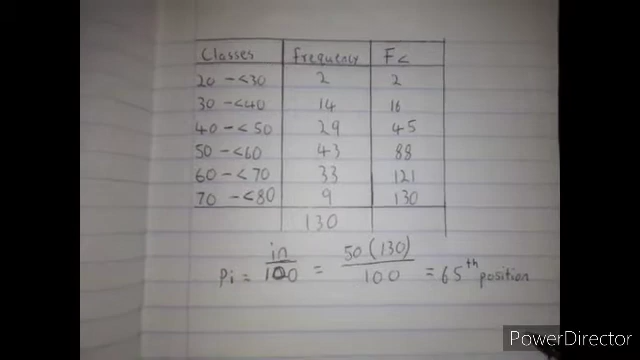 Classes frequency F<
20 -<30 2 2
30 -<40 14 16
40 -<50 29 45
50 -<60 43 88
60 -<70 33 121
70 -<80 9 130
130
Pi = in/100 = 50(130)/100 = 65th position
PowerDirector